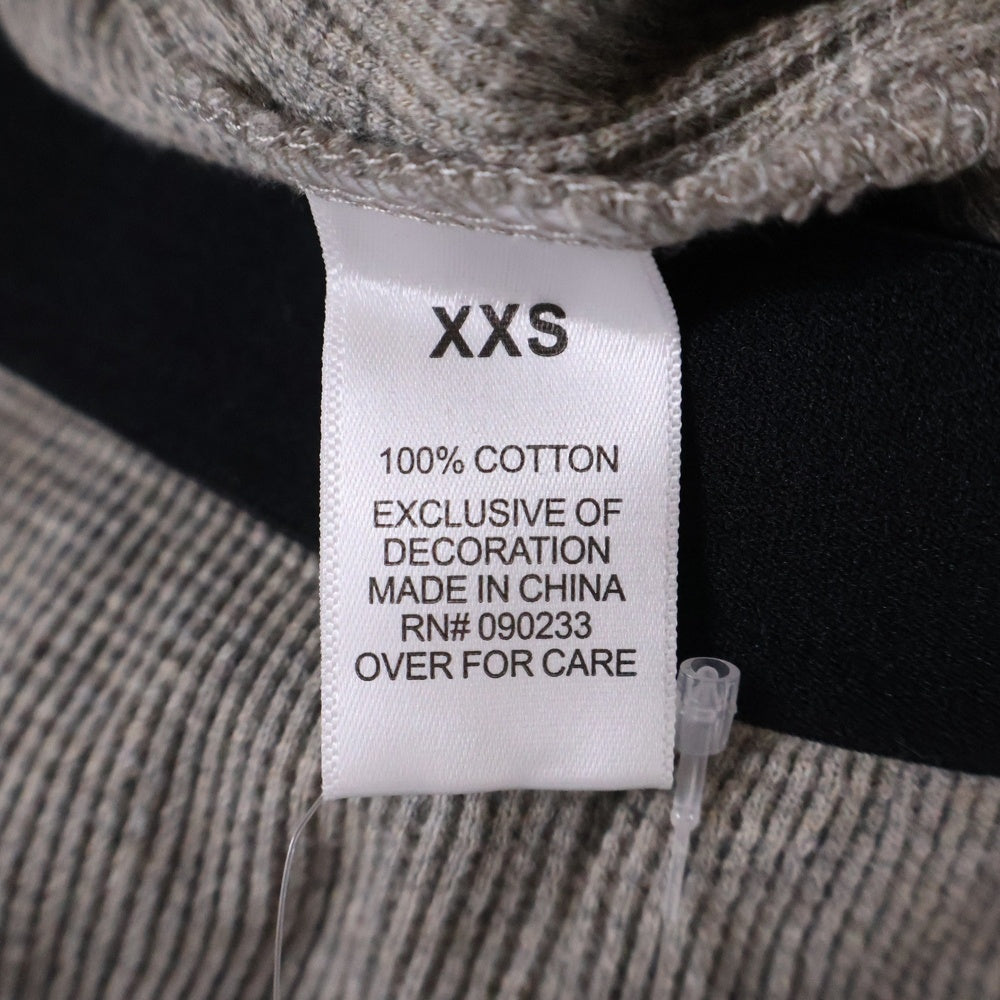 XXS
100% COTTON
EXCLUSIVE OF
DECORATION
MADE IN CHINA
RN# 090233
OVER FOR CARE